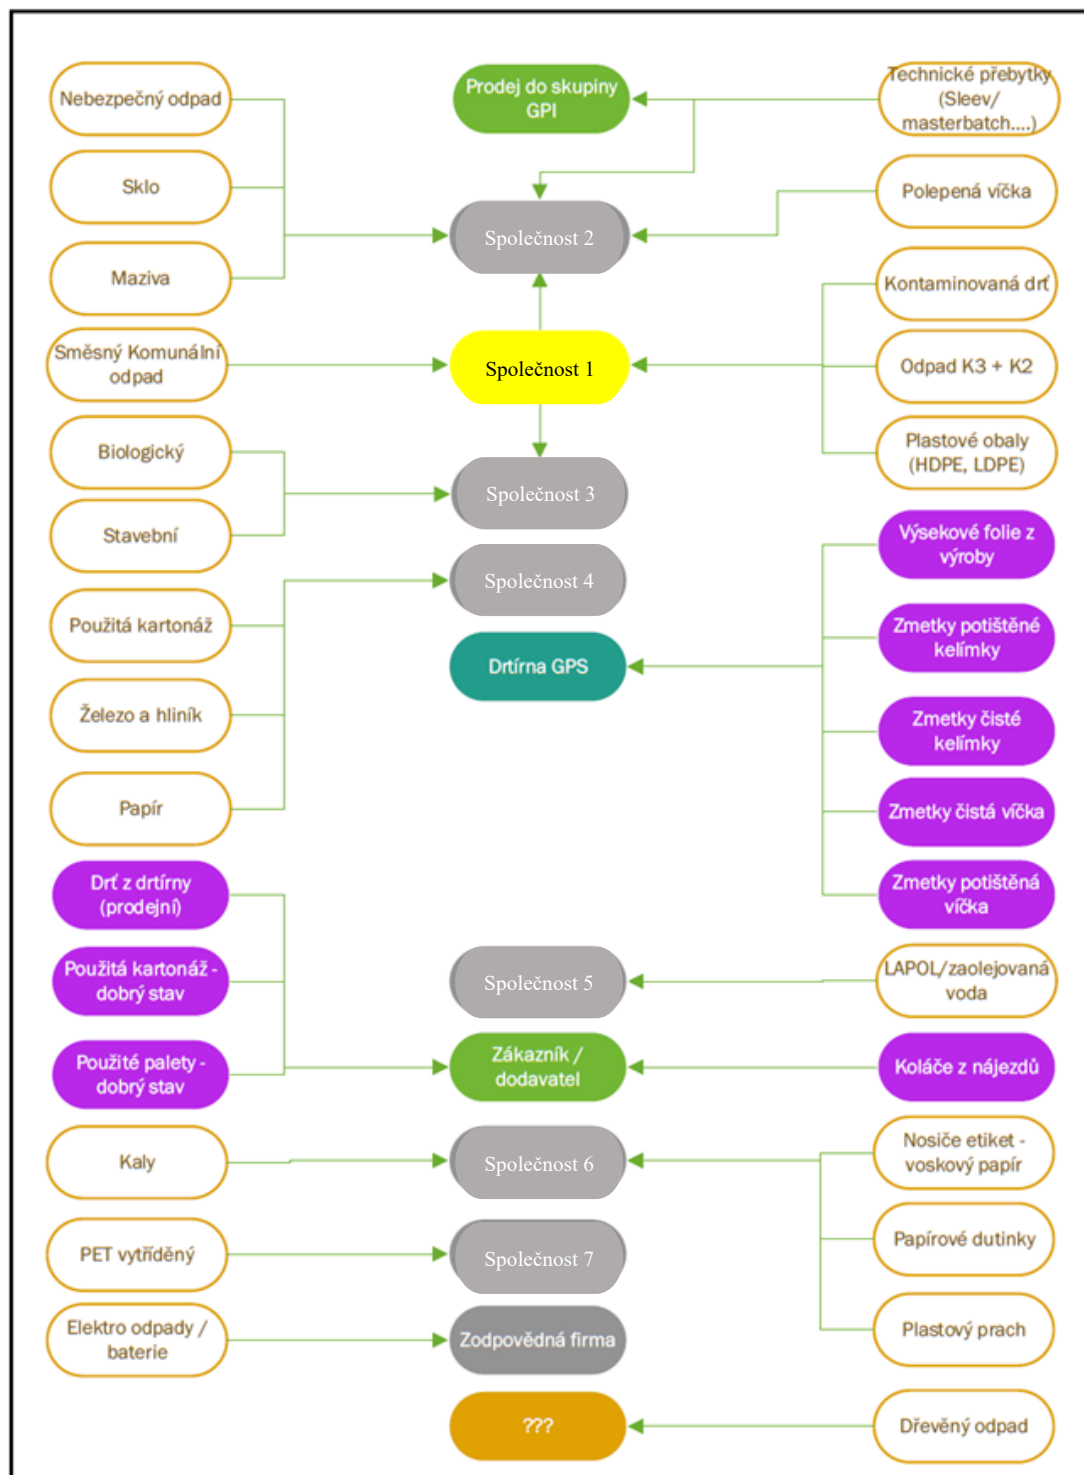 Nebezpečný odpad
Sklo
Maziva
Směsný Komunální
odpad
Biologický
Stavební
Použitá kartonáž
Železo a hliník
Papír
Drť z drtírny
(prodejní)
Použitá kartonáž -
dobrý stav
Použité palety -
dobrý stav
Kaly
PET vytříděný
Elektro odpady /
baterie
Prodej do skupiny
GPI
Společnost 2
Společnost 1
Společnost 3
Společnost 4
Drtírna GPS
Společnost 5
Zákazník /
dodavatel
Společnost 6
Společnost 7
Zodpovědná firma
???
Technické přebytky
(Sleev/
masterbatch....)
Polepená víčka
Kontaminovaná drť
Odpad K3 + K2
Plastové obaly
(HDPE, LDPE)
Výsekové folie z
výroby
Zmetky potištěné
kelímky
Zmetky čisté
kelímky
Zmetky čistá víčka
Zmetky potištěná
víčka
LAPOL/zaolejovaná
voda
Koláče z nájezdů
Nosiče etiket -
voskový papír
Papírové dutinky
Plastový prach
Dřevěný odpad